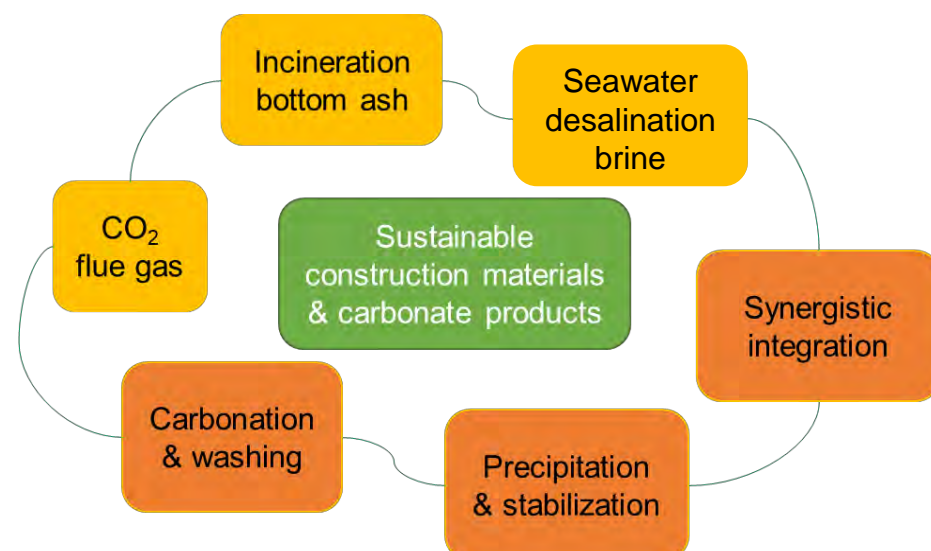 Incineration
bottom ash
Seawater
desalination
brine
CO₂
flue gas
Sustainable
construction materials
& carbonate products
Synergistic
integration
Carbonation
& washing
Precipitation
& stabilization